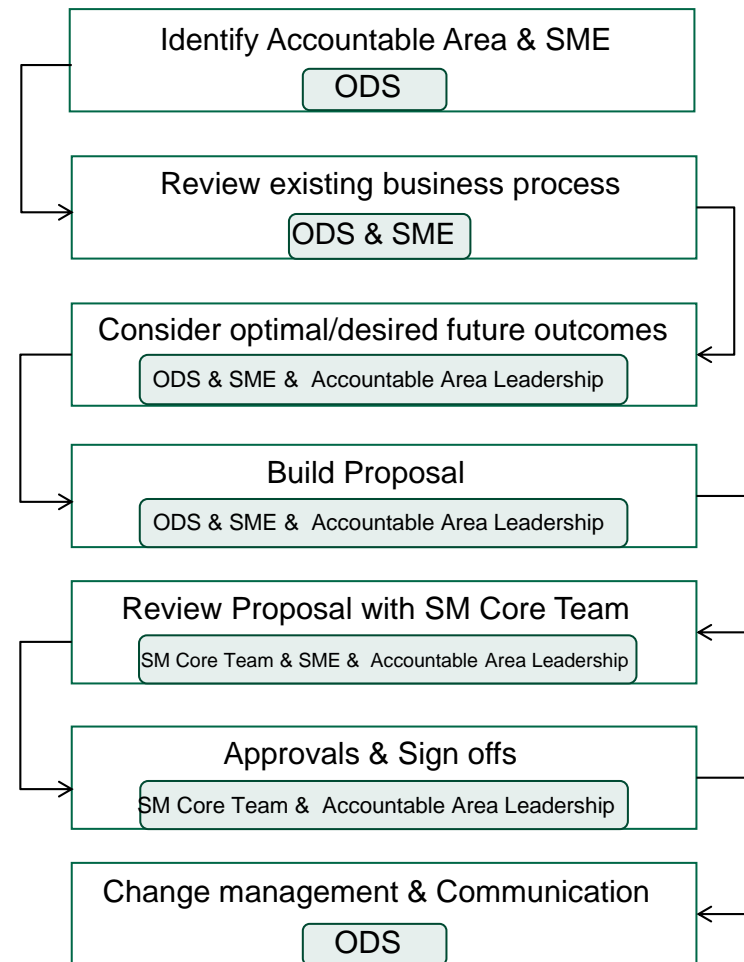 Identify Accountable Area & SME
ODS
Review existing business process
ODS & SME
Consider optimal/desired future outcomes
ODS & SME & Accountable Area Leadership
Build Proposal
ODS & SME & Accountable Area Leadership
Review Proposal with SM Core Team
SM Core Team & SME & Accountable Area Leadership
Approvals & Sign offs
SM Core Team & Accountable Area Leadership
Change management & Communication
ODS